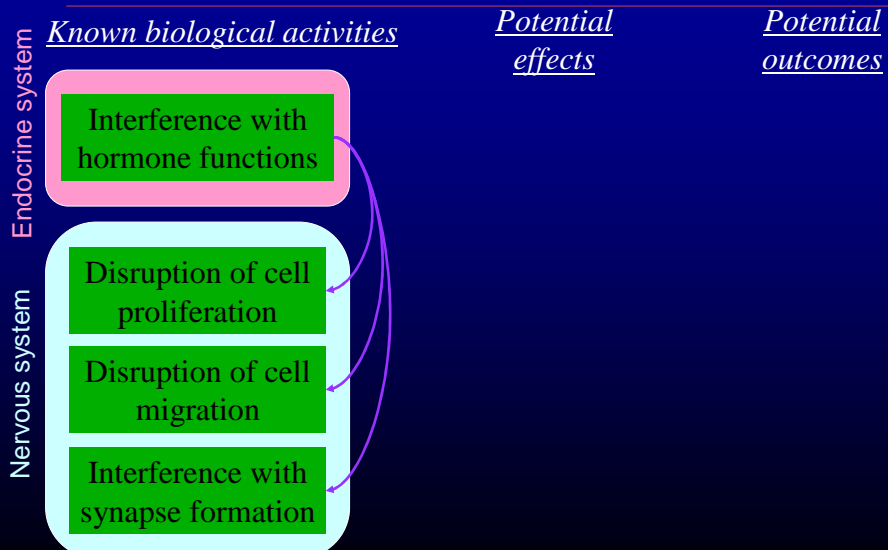 Known biological activities
Potential
effects
Potential
outcomes
Endocrine system
Interference with
hormone functions
Nervous system
Disruption of cell
proliferation
Disruption of cell
migration
Interference with
synapse formation